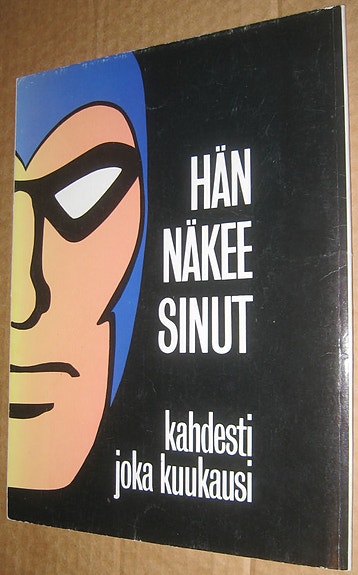 HÄN
NÄKEE
SINUT
kahdesti
joka kuukausi